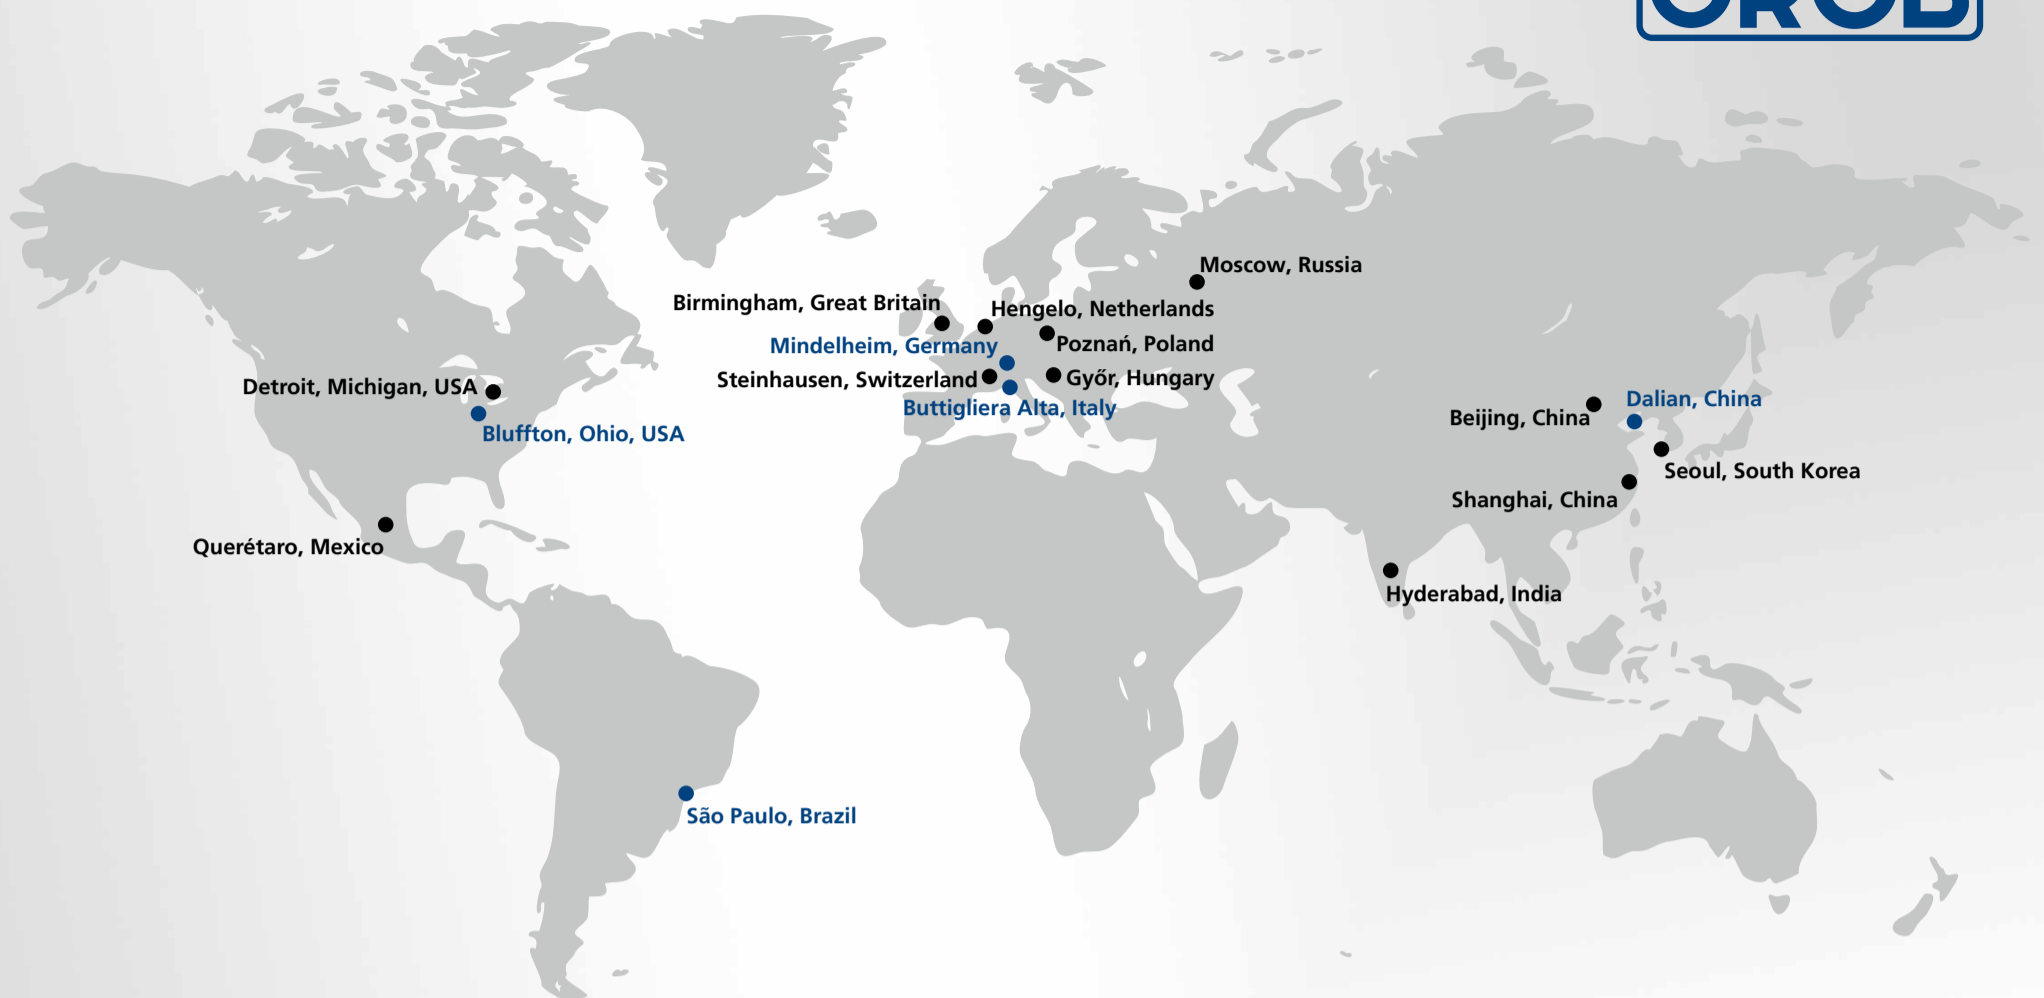 Moscow, Russia
Birmingham, Great Britain
Hengelo, Netherlands
Mindelheim, Germany
Poznań, Poland
Steinhausen, Switzerland
Győr, Hungary
Detroit, Michigan, USA
Buttigliera Alta, Italy
Bluffton, Ohio, USA
Beijing, China
Dalian, China
Seoul, South Korea
Shanghai, China
Querétaro, Mexico
Hyderabad, India
São Paulo, Brazil